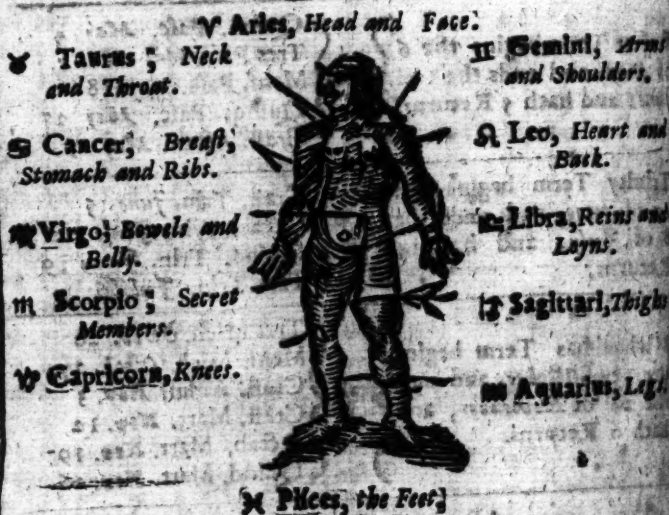 ♈ Aries, Head and Face.
♉ Taurus; Neck
and Throat.
♊ Gemini, Arms
and Shoulders.
♋ Cancer, Breaſt,
Stomach and Ribs.
♌ Leo, Heart and
Back.
♍ Virgo, Bowels and
Belly.
♎ Libra, Reins and
Loyns.
♏ Scorpio; Secret
Members.
♐ Sagittari, Thigh
♑ Capricorn, Knees.
♒ Aquarius, Legs
♓ Piſces, the Feet.